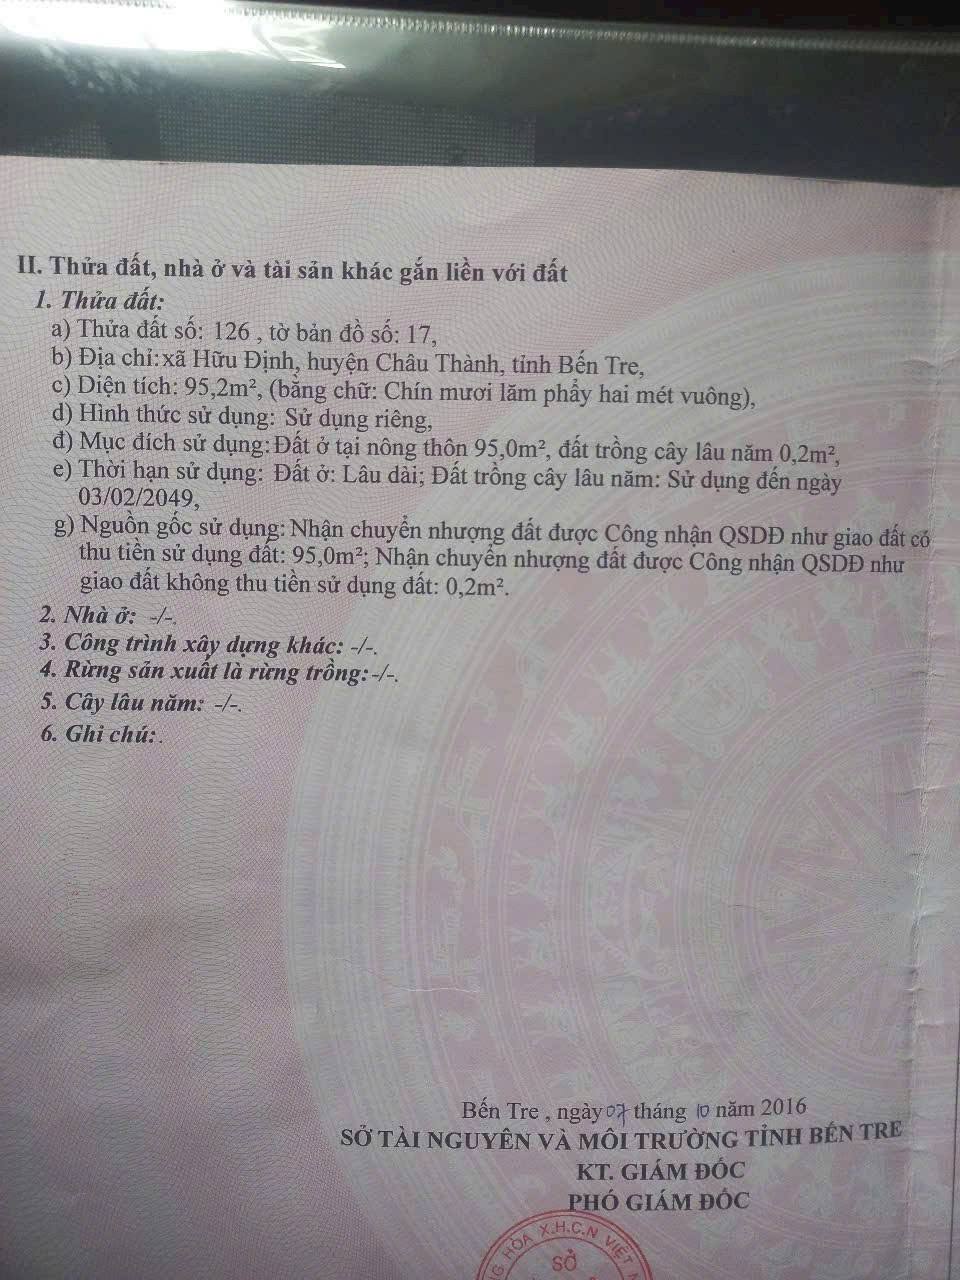 II. Thửa đất, nhà ở và tài sản khác gắn liền với đất
1. Thửa đất:
a) Thửa đất số: 126 , tờ bản đồ số: 17,
b) Địa chỉ:xã Hữu Định, huyện Châu Thành, tỉnh Bến Tre,
c) Diện tích: 95,2m², (bằng chữ: Chín mươi lăm phẩy hai mét vuông),
d) Hình thức sử dụng: Sử dụng riêng,
đ) Mục đích sử dụng:Đất ở tại nông thôn 95,0m², đất trồng cây lâu năm 0,2m²,
e) Thời hạn sử dụng: Đất ở: Lâu dài; Đất trồng cây lâu năm: Sử dụng đến ngày
03/02/2049,
g) Nguồn gốc sử dụng: Nhận chuyển nhượng đất được Công nhận QSDĐ như giao đất có
thu tiền sử dụng đất: 95,0m²; Nhận chuyển nhượng đất được Công nhận QSDĐ như
giao đất không thu tiền sử dụng đất: 0,2m².
2. Nhà ở: -/-.
3. Công trình xây dựng khác: -/-.
4. Rừng sản xuất là rừng trồng:-/-.
5. Cây lâu năm: -/-.
6. Ghi chú:.
Bến Tre , ngày 07 tháng 10 năm 2016
SỞ TÀI NGUYÊN VÀ MÔI TRƯỜNG TỈNH BẾN TRE
KT. GIÁM ĐỐC
PHÓ GIÁM ĐỐC
HÒA X.H.C.N VIỆT
SỞ